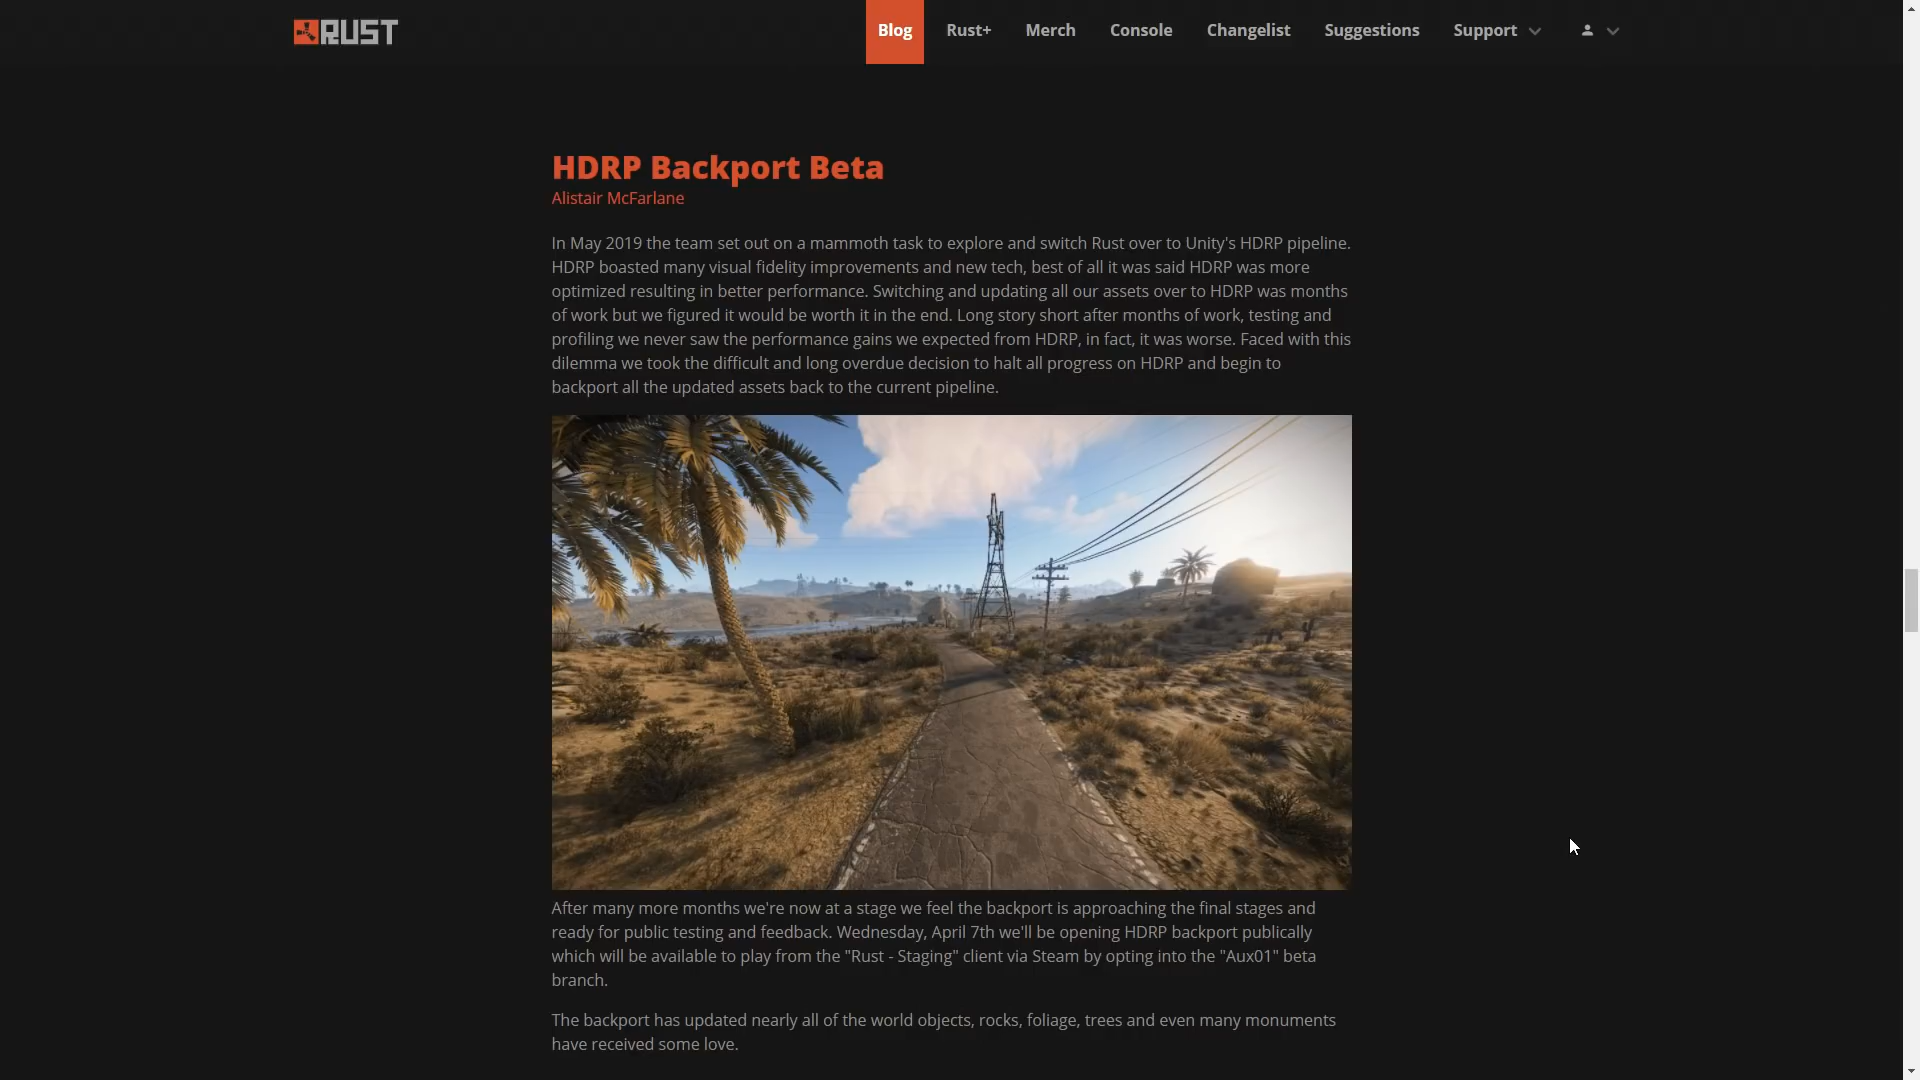 RUST
Blog
Rust+
Merch
Console
Changelist
Suggestions
Support
HDRP Backport Beta
Alistair McFarlane
In May 2019 the team set out on a mammoth task to explore and switch Rust over to Unity's HDRP pipeline.
HDRP boasted many visual fidelity improvements and new tech, best of all it was said HDRP was more
optimized resulting in better performance. Switching and updating all our assets over to HDRP was months
of work but we figured it would be worth it in the end. Long story short after months of work, testing and
profiling we never saw the performance gains we expected from HDRP, in fact, it was worse. Faced with this
dilemma we took the difficult and long overdue decision to halt all progress on HDRP and begin to
backport all the updated assets back to the current pipeline.
After many more months we're now at a stage we feel the backport is approaching the final stages and
ready for public testing and feedback. Wednesday, April 7th we'll be opening HDRP backport publically
which will be available to play from the "Rust - Staging" client via Steam by opting into the "Aux01" beta
branch.
The backport has updated nearly all of the world objects, rocks, foliage, trees and even many monuments
have received some love.